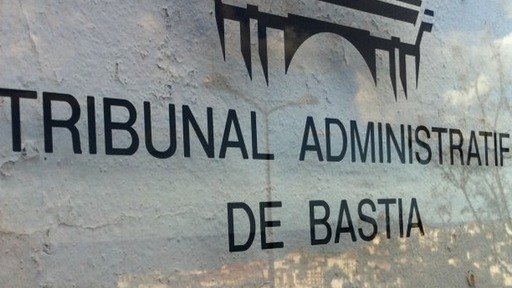 TRIBUNAL ADMINISTRATIF
DE BASTIA